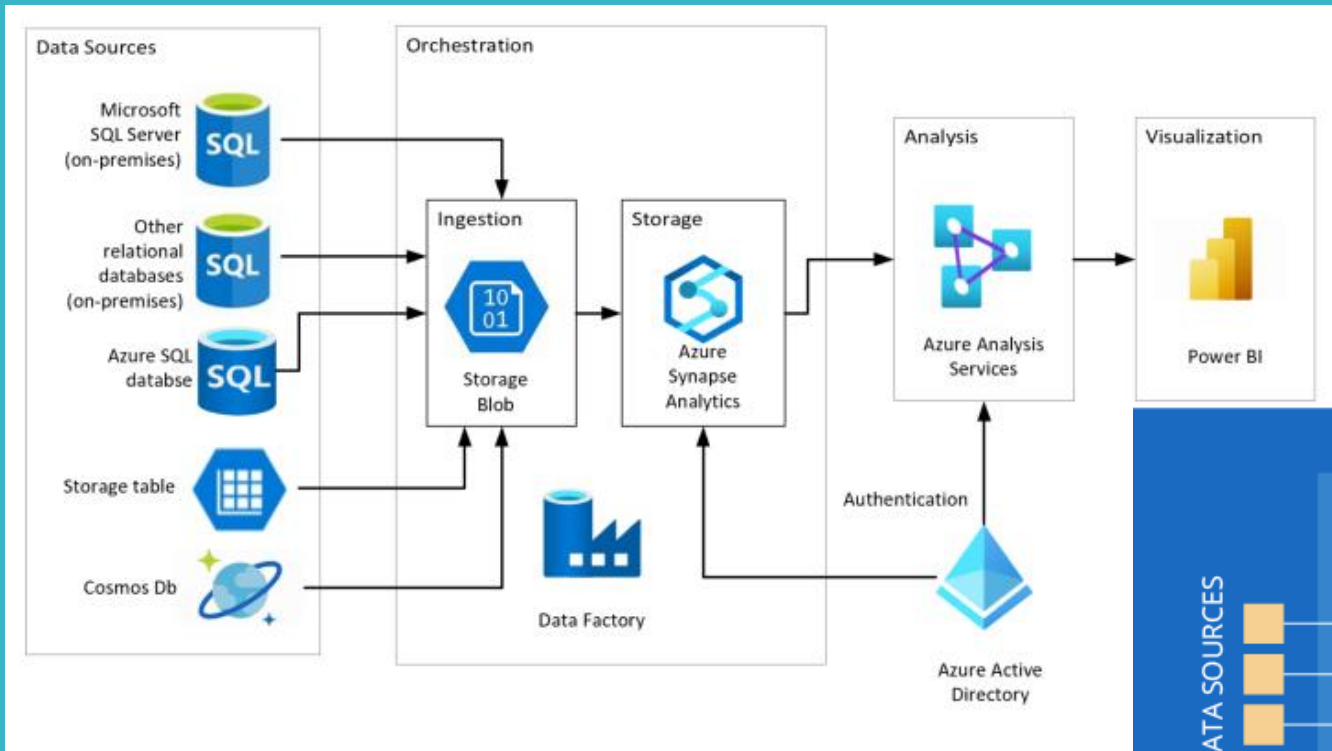 Data Sources
Microsoft
SQL Server
(on-premises)
SQL
Other
relational
databases
(on-premises)
SQL
Azure SQL
databse
SQL
Storage table
Cosmos Db
Orchestration
Ingestion
10
01
Storage
Blob
Storage
Azure
Synapse
Analytics
Data Factory
Analysis
Azure Analysis
Services
Visualization
Power BI
Authentication
Azure Active
Directory
ATA SOURCES